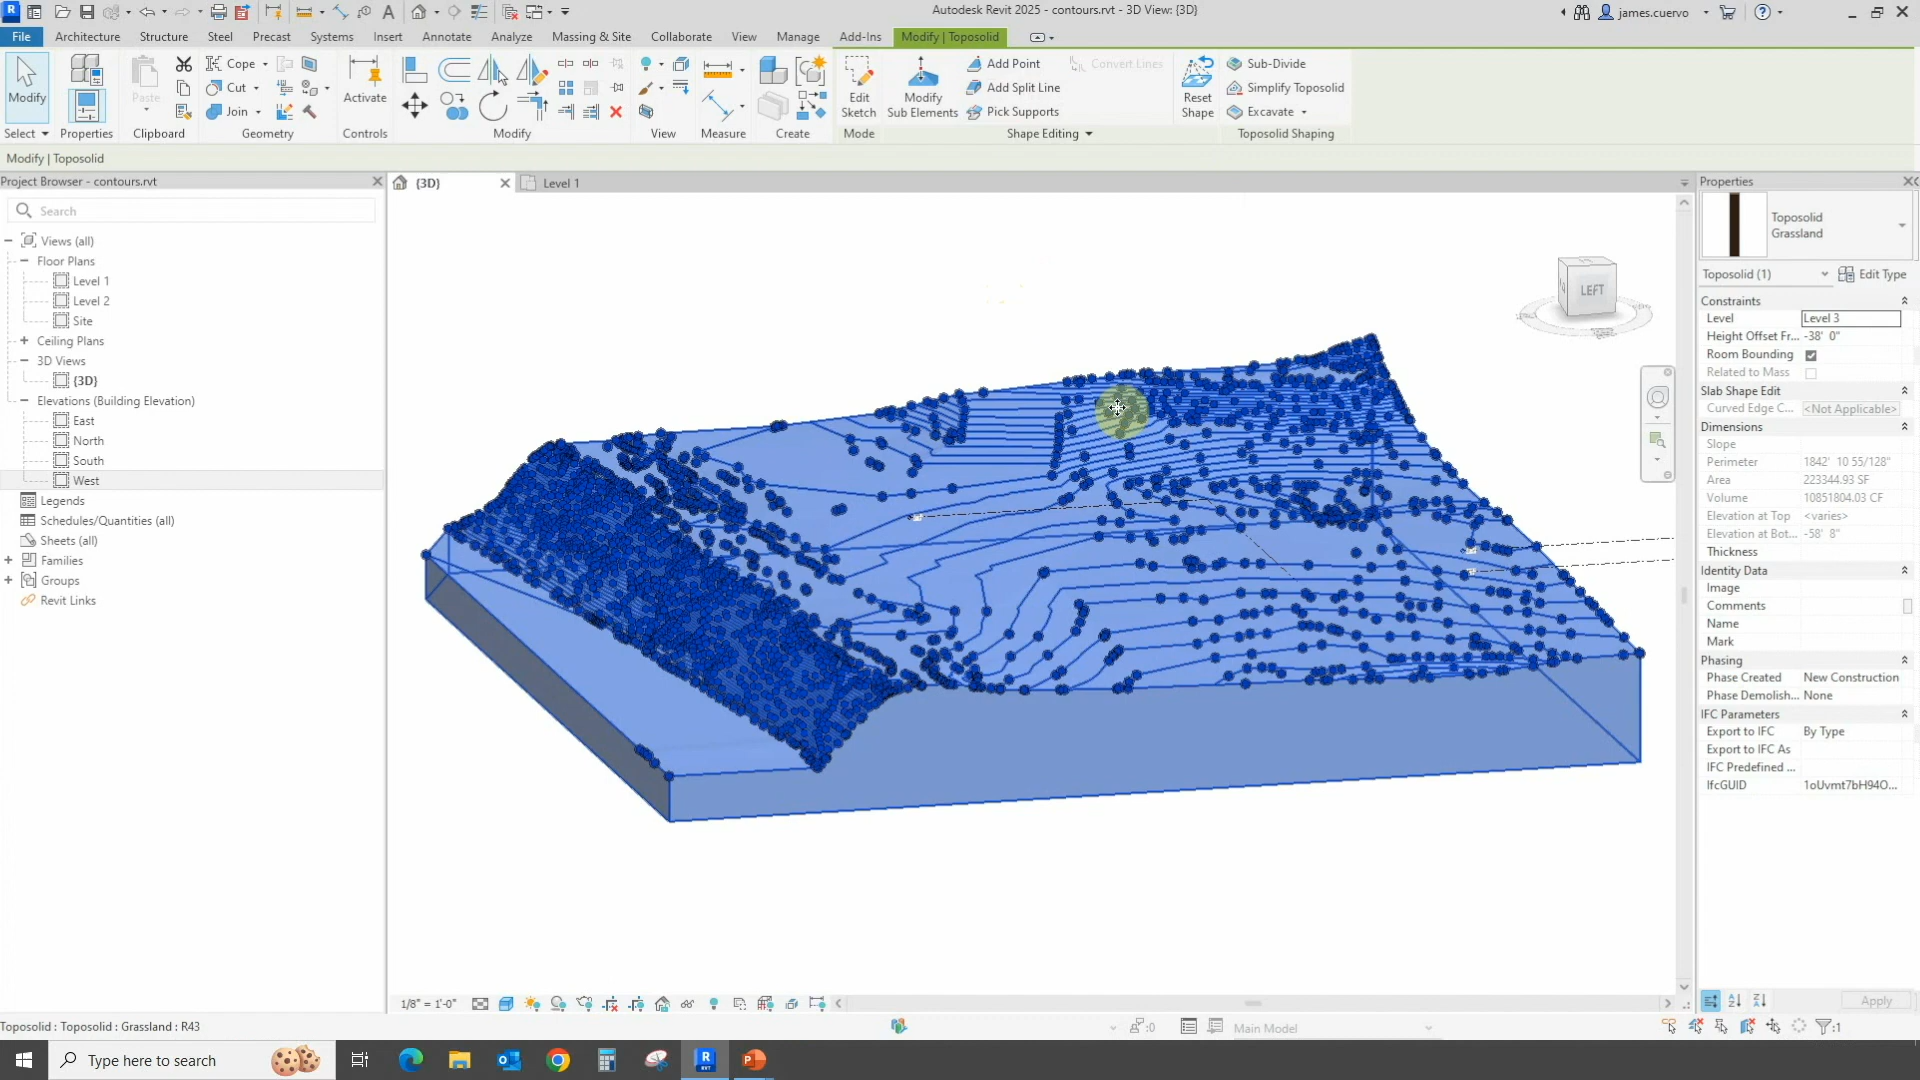 Autodesk Revit 2025 - contours.rvt - 3D View: {3D}
james.cuervo
File
Architecture
Structure
Steel
Precast
Systems
Insert
Annotate
Analyze
Massing & Site
Collaborate
View
Manage
Add-Ins
Modify | Toposolid
Modify
Paste
Cope
Cut
Join
Activate
Edit
Sketch
Modify
Sub Elements
Add Point
Add Split Line
Pick Supports
Convert Lines
Reset
Shape
Sub-Divide
Simplify Toposolid
Excavate
Select
Properties
Clipboard
Geometry
Controls
Modify
View
Measure
Create
Mode
Shape Editing
Toposolid Shaping
Modify | Toposolid
Project Browser - contours.rvt
Search
Views (all)
Floor Plans
Level 1
Level 2
Site
Ceiling Plans
3D Views
{3D}
Elevations (Building Elevation)
East
North
South
West
Legends
Schedules/Quantities (all)
Sheets (all)
Families
Groups
Revit Links
{3D}
Level 1
LEFT
Properties
Toposolid
Grassland
Toposolid (1)
Edit Type
Constraints
Level Level 3
Height Offset Fr... -38' 0"
Room Bounding
Related to Mass
Slab Shape Edit
Curved Edge C... <Not Applicable>
Dimensions
Slope
Perimeter 1842' 10 55/128"
Area 223344.93 SF
Volume 10851804.03 CF
Elevation at Top <varies>
Elevation at Bot... -58' 8"
Thickness
Identity Data
Image
Comments
Name
Mark
Phasing
Phase Created New Construction
Phase Demolish... None
IFC Parameters
Export to IFC By Type
Export to IFC As
IFC Predefined ...
IfcGUID 1oUvmt7bH94O...
Apply
1/8" = 1'-0"
Toposolid : Toposolid : Grassland : R43
:0
Main Model
:1
Type here to search